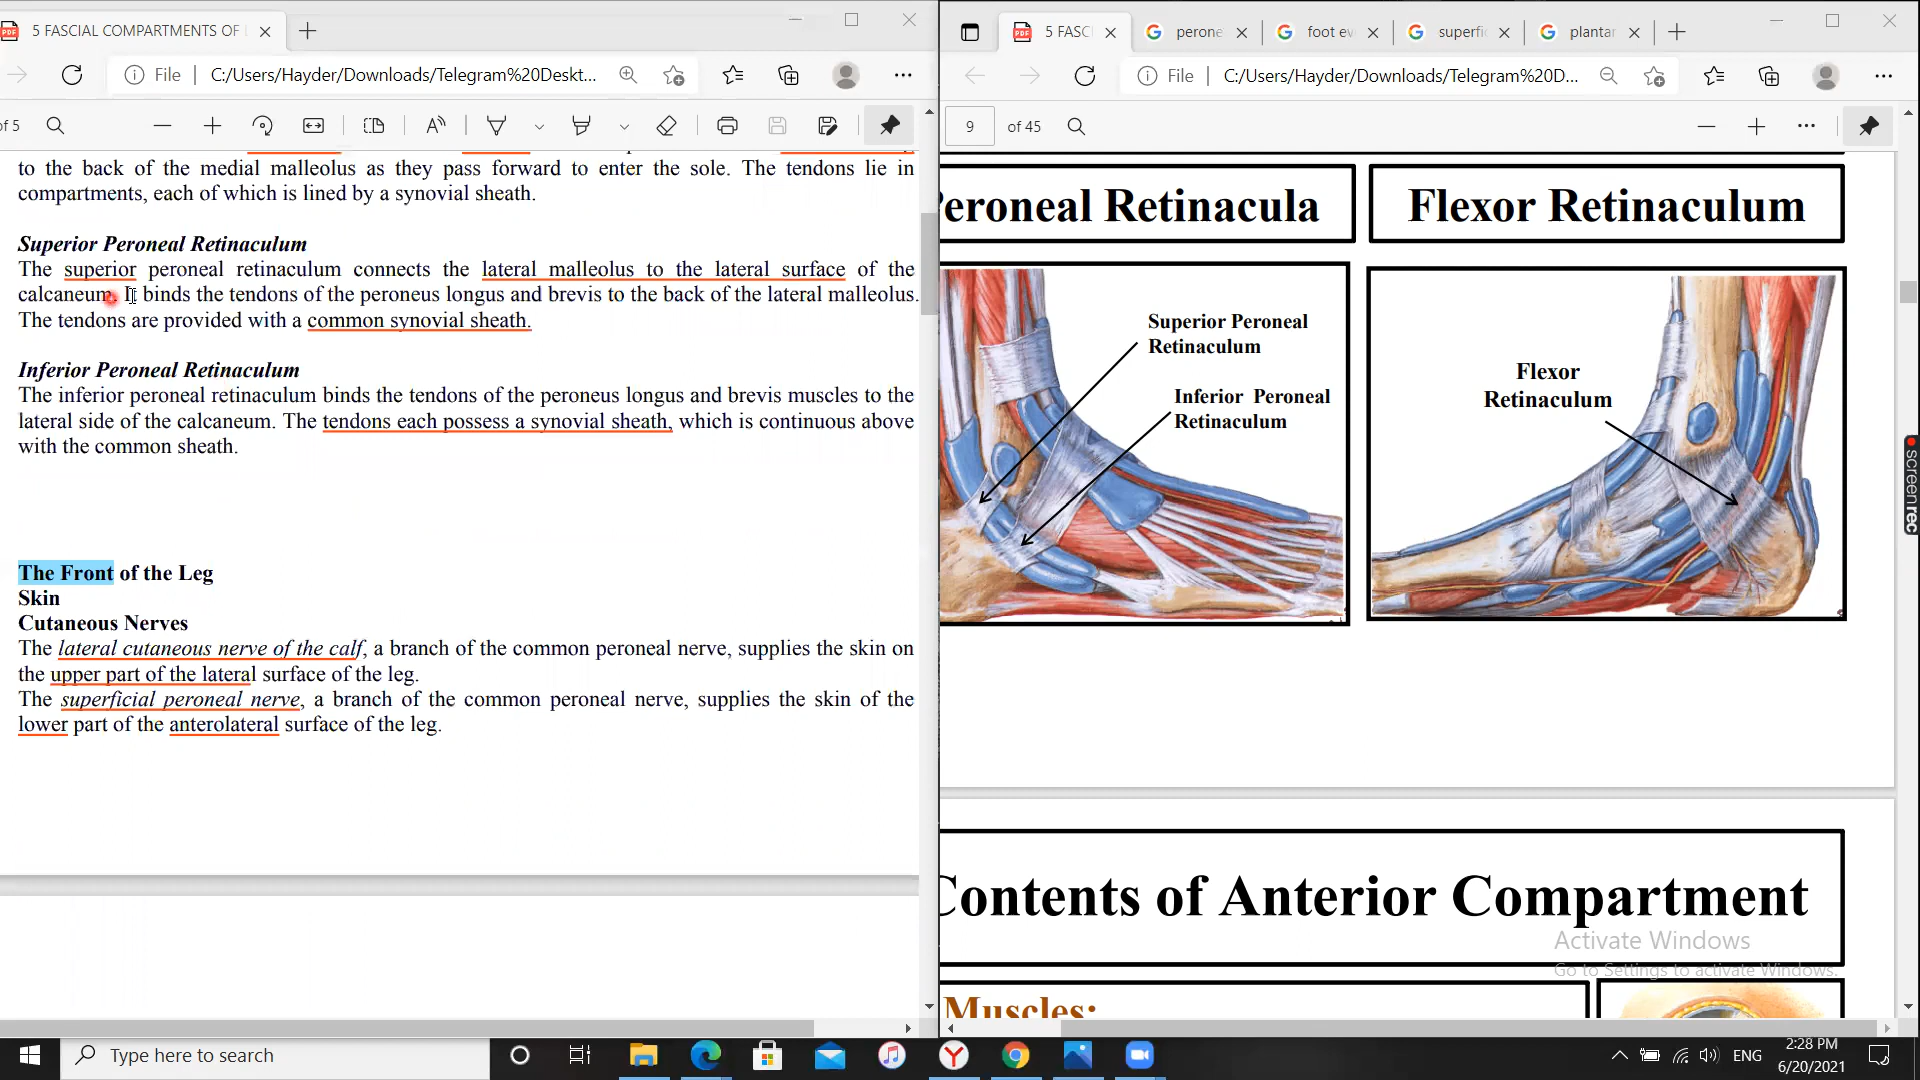 5 FASCIAL COMPARTMENTS OF
File
C:/Users/Hayder/Downloads/Telegram%20Deskt...
of 5
to the back of the medial malleolus as they pass forward to enter the sole. The tendons lie in
compartments, each of which is lined by a synovial sheath.
Superior Peroneal Retinaculum
The superior peroneal retinaculum connects the lateral malleolus to the lateral surface of the
calcaneum. It binds the tendons of the peroneus longus and brevis to the back of the lateral malleolus.
The tendons are provided with a common synovial sheath.
Inferior Peroneal Retinaculum
The inferior peroneal retinaculum binds the tendons of the peroneus longus and brevis muscles to the
lateral side of the calcaneum. The tendons each possess a synovial sheath, which is continuous above
with the common sheath.
The Front of the Leg
Skin
Cutaneous Nerves
The lateral cutaneous nerve of the calf, a branch of the common peroneal nerve, supplies the skin on
the upper part of the lateral surface of the leg.
The superficial peroneal nerve, a branch of the common peroneal nerve, supplies the skin of the
lower part of the anterolateral surface of the leg.
5 FASCI
perone
foot ev
superfi
plantar
File
C:/Users/Hayder/Downloads/Telegram%20D...
9
of 45
Peroneal Retinacula
Flexor Retinaculum
Superior Peroneal
Retinaculum
Inferior Peroneal
Retinaculum
Flexor
Retinaculum
Contents of Anterior Compartment
Muscles:
Activate Windows
Go to Settings to activate Windows.
screenrec
Type here to search
ENG
2:28 PM
6/20/2021